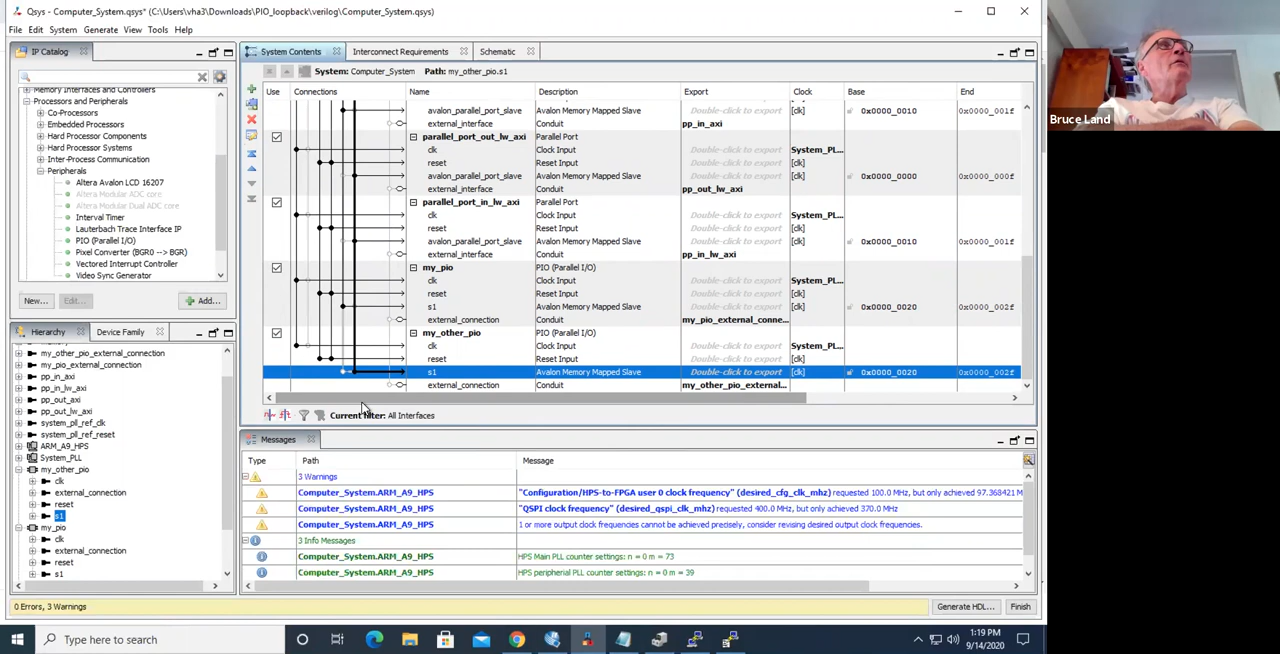 Qsys - Computer_System.qsys* (C:\Users\vha3\Downloads\PIO_loopback\verilog\Computer_System.qsys)
File Edit System Generate View Tools Help
IP Catalog
Memory Interfaces and Controllers
Processors and Peripherals
Co-Processors
Embedded Processors
Hard Processor Components
Hard Processor Systems
Inter-Process Communication
Peripherals
Altera Avalon LCD 16207
Altera Modular ADC core
Altera Modular Dual ADC core
Interval Timer
Lauterbach Trace Interface IP
PIO (Parallel I/O)
Pixel Converter (BGR0 --> BGR)
Vectored Interrupt Controller
Video Sync Generator
New... Edit... Add...
Hierarchy Device Family
my_other_pio_external_connection
my_pio_external_connection
pp_in_axi
pp_in_lw_axi
pp_out_axi
pp_out_lw_axi
system_pll_ref_clk
system_pll_ref_reset
ARM_A9_HPS
System_PLL
my_other_pio
clk
external_connection
reset
s1
my_pio
clk
external_connection
reset
s1
System Contents Interconnect Requirements Schematic
System: Computer_System Path: my_other_pio.s1
Use Connections Name Description Export Clock Base End
avalon_parallel_port_slave Avalon Memory Mapped Slave Double-click to export [clk] 0x0000_0010 0x0000_001f
external_interface Conduit pp_in_axi
parallel_port_out_lw_axi Parallel Port
clk Clock Input Double-click to export System_PL...
reset Reset Input Double-click to export [clk]
avalon_parallel_port_slave Avalon Memory Mapped Slave Double-click to export [clk] 0x0000_0000 0x0000_000f
external_interface Conduit pp_out_lw_axi
parallel_port_in_lw_axi Parallel Port
clk Clock Input Double-click to export System_PL...
reset Reset Input Double-click to export [clk]
avalon_parallel_port_slave Avalon Memory Mapped Slave Double-click to export [clk] 0x0000_0010 0x0000_001f
external_interface Conduit pp_in_lw_axi
my_pio PIO (Parallel I/O)
clk Clock Input Double-click to export System_PL...
reset Reset Input Double-click to export [clk]
s1 Avalon Memory Mapped Slave Double-click to export [clk] 0x0000_0020 0x0000_002f
external_connection Conduit my_pio_external_conne...
my_other_pio PIO (Parallel I/O)
clk Clock Input Double-click to export System_PL...
reset Reset Input Double-click to export [clk]
s1 Avalon Memory Mapped Slave Double-click to export [clk] 0x0000_0020 0x0000_002f
external_connection Conduit my_other_pio_external...
Current filter: All Interfaces
Messages
Type Path Message
3 Warnings
Computer_System.ARM_A9_HPS "Configuration/HPS-to-FPGA user 0 clock frequency" (desired_cfg_clk_mhz) requested 100.0 MHz, but only achieved 97.368421 M
Computer_System.ARM_A9_HPS "QSPI clock frequency" (desired_qspi_clk_mhz) requested 400.0 MHz, but only achieved 370.0 MHz
Computer_System.ARM_A9_HPS 1 or more output clock frequencies cannot be achieved precisely, consider revising desired output clock frequencies.
3 Info Messages
Computer_System.ARM_A9_HPS HPS Main PLL counter settings: n = 0 m = 73
Computer_System.ARM_A9_HPS HPS peripherial PLL counter settings: n = 0 m = 39
0 Errors, 3 Warnings
Generate HDL... Finish
Type here to search
1:19 PM
9/14/2020
Bruce Land